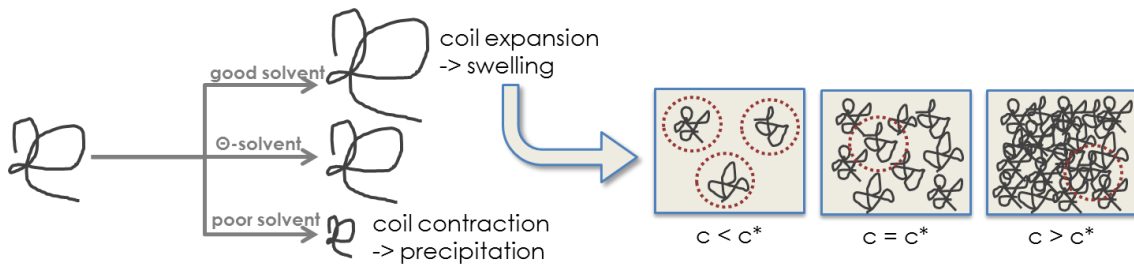 good solvent
coil expansion
-> swelling
Θ-solvent
poor solvent
coil contraction
-> precipitation
c < c*
c = c*
c > c*